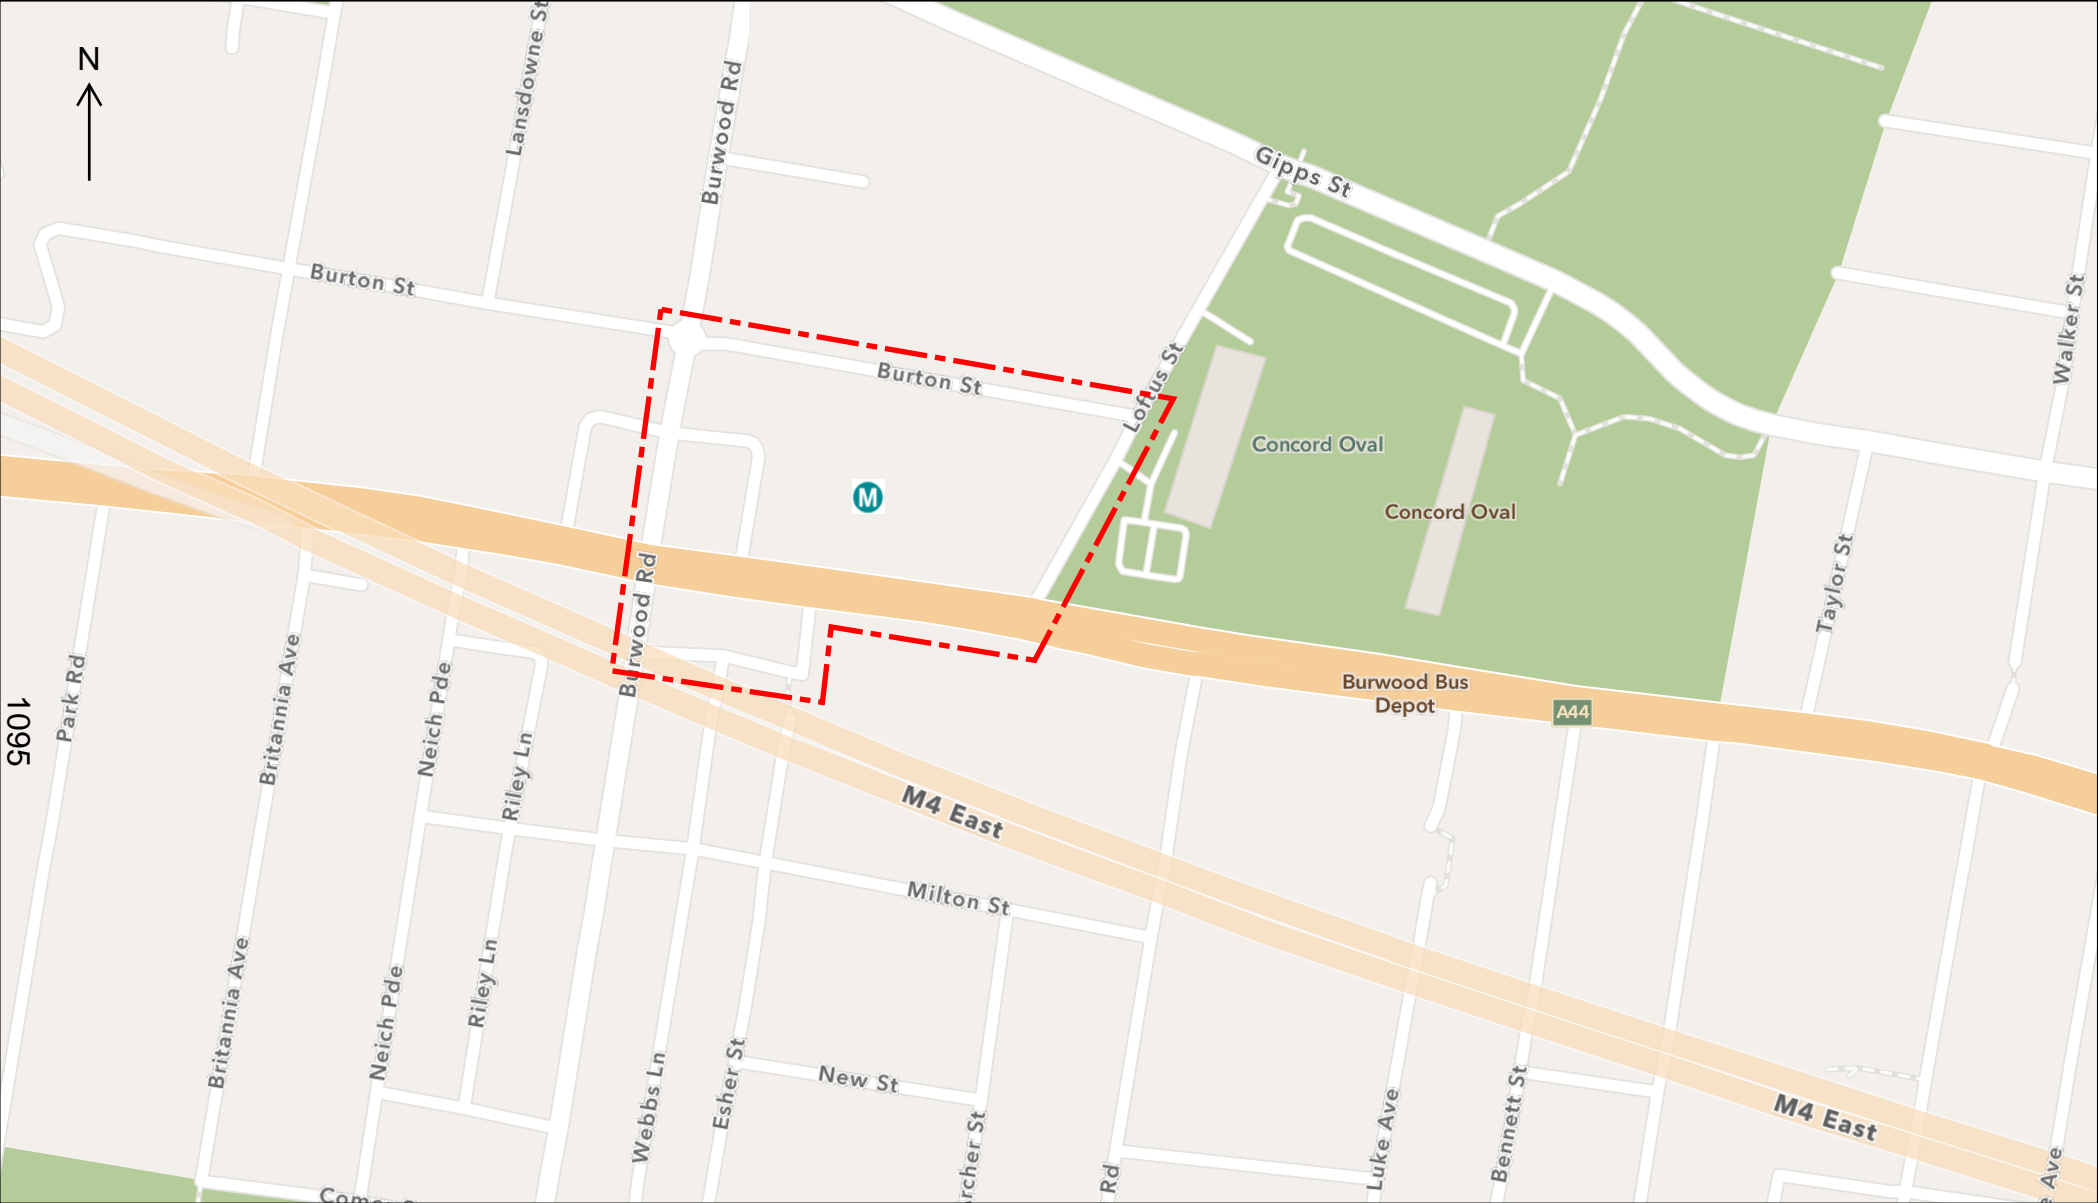 N
Lansdowne St
Burwood Rd
Gipps St
Burton St
Walker St
Loftus St
Burton St
Concord Oval
M
Concord Oval
Taylor St
Burwood Rd
Britannia Ave
Park Rd
Neich Pde
Burwood Bus
Depot
A44
1095
Riley Ln
M4 East
Milton St
Britannia Ave
Riley Ln
Neich Pde
Webbs Ln
Esher St
New St
Luke Ave
Bennett St
M4 East
Rd
Ave